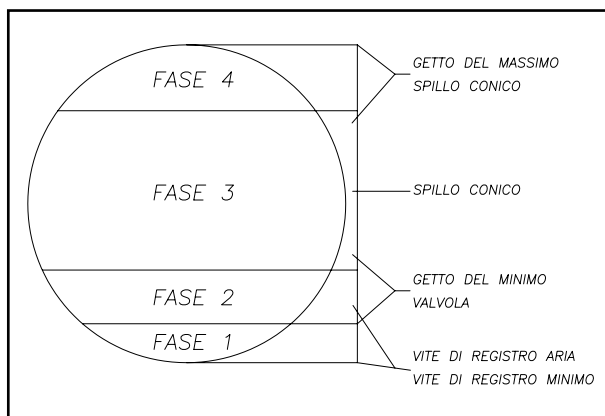 FASE 4
GETTO DEL MASSIMO
SPILLO CONICO
FASE 3
SPILLO CONICO
FASE 2
GETTO DEL MINIMO
VALVOLA
FASE 1
VITE DI REGISTRO ARIA
VITE DI REGISTRO MINIMO